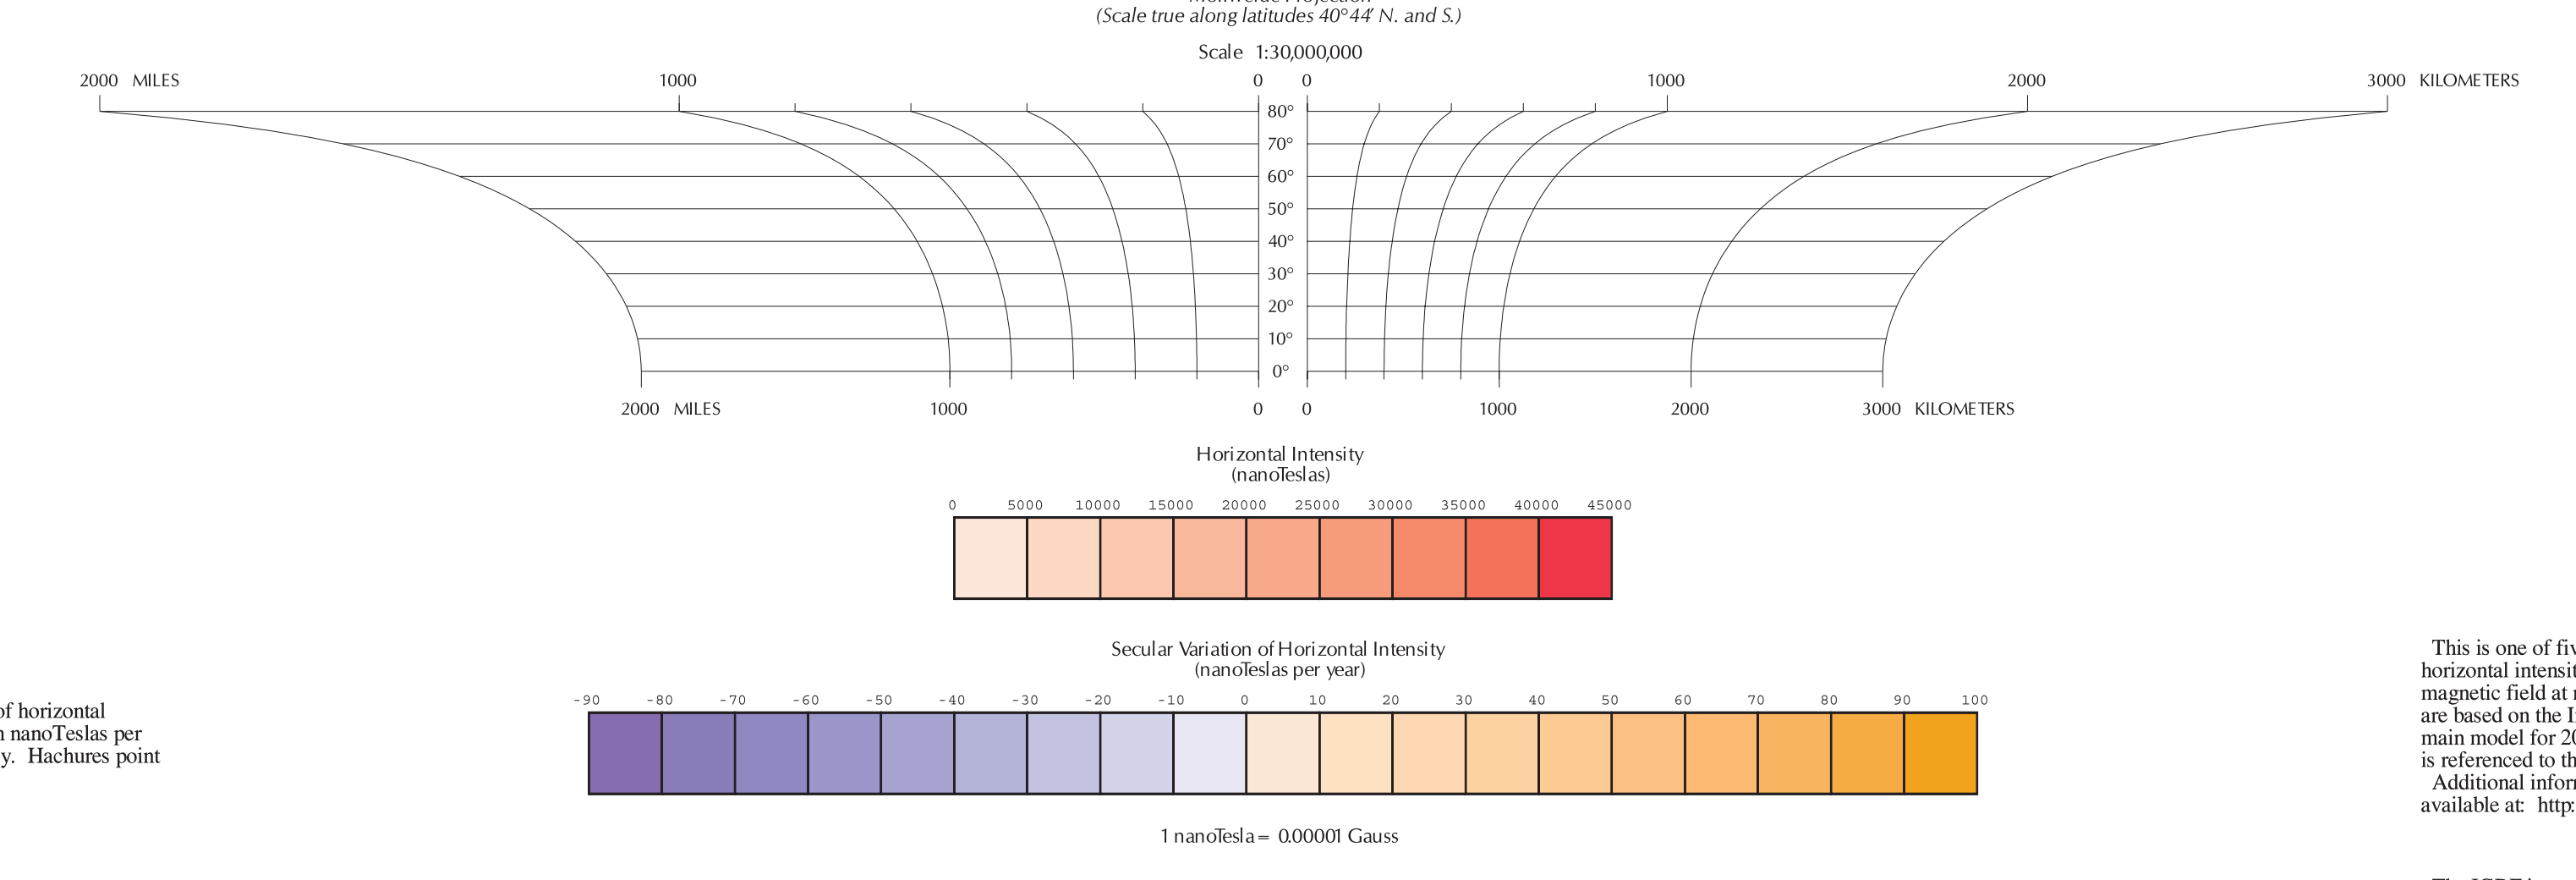 (Scale true along latitudes 40°44' N. and S.)
Scale 1:30,000,000
2000 MILES 1000 0 0 1000 2000 3000 KILOMETERS
80°
70°
60°
50°
40°
30°
20°
10°
0°
2000 MILES 1000 0 0 1000 2000 3000 KILOMETERS
Horizontal Intensity
(nanoTeslas)
0 5000 10000 15000 20000 25000 30000 35000 40000 45000
Secular Variation of Horizontal Intensity
(nanoTeslas per year)
-90 -80 -70 -60 -50 -40 -30 -20 -10 0 10 20 30 40 50 60 70 80 90 100
1 nanoTesla = 0.00001 Gauss
of horizontal
nanoTeslas per
y. Hachures point
This is one of fiv
horizontal intensit
magnetic field at
are based on the
main model for 20
is referenced to th
Additional infor
available at: http: